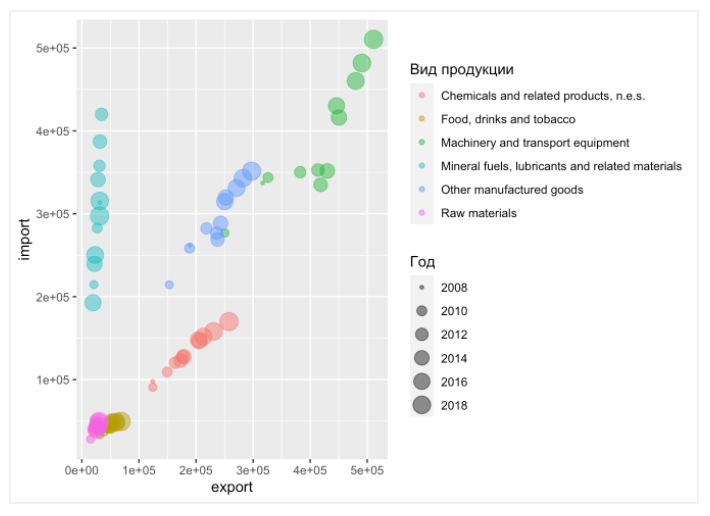 5e+05
4e+05
3e+05
2e+05
1e+05
import
0e+00 1e+05 2e+05 3e+05 4e+05 5e+05
export
Вид продукции
Chemicals and related products, n.e.s.
Food, drinks and tobacco
Machinery and transport equipment
Mineral fuels, lubricants and related materials
Other manufactured goods
Raw materials
Год
2008
2010
2012
2014
2016
2018